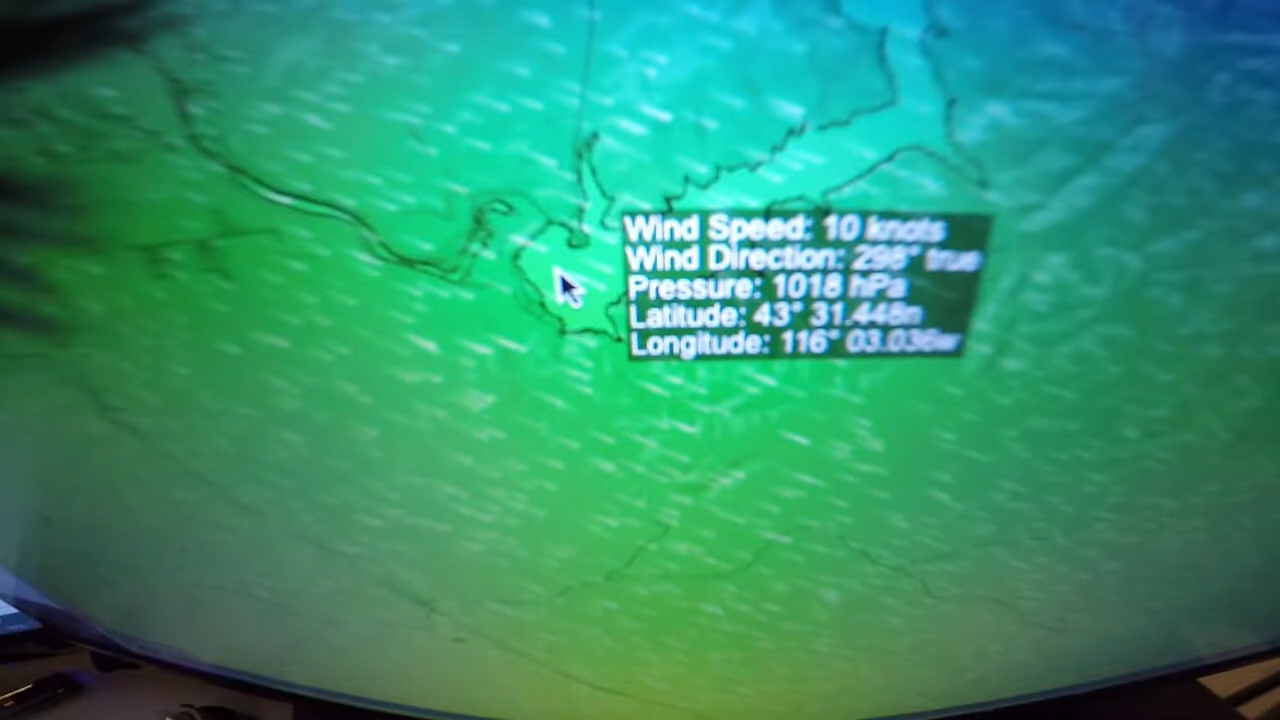 Wind Speed: 10 knots
Wind Direction: 298° true
Pressure: 1018 hPa
Latitude: 43° 31.448n
Longitude: 116° 03.036w